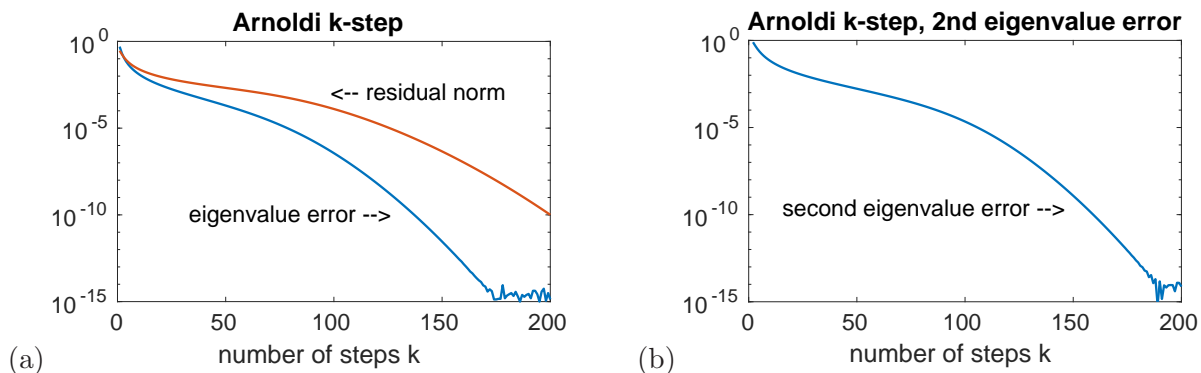 Arnoldi k-step
10^0
10^-5
10^-10
10^-15
<-- residual norm
eigenvalue error -->
0 50 100 150 200
number of steps k
(a)
Arnoldi k-step, 2nd eigenvalue error
10^0
10^-5
10^-10
10^-15
second eigenvalue error -->
0 50 100 150 200
number of steps k
(b)